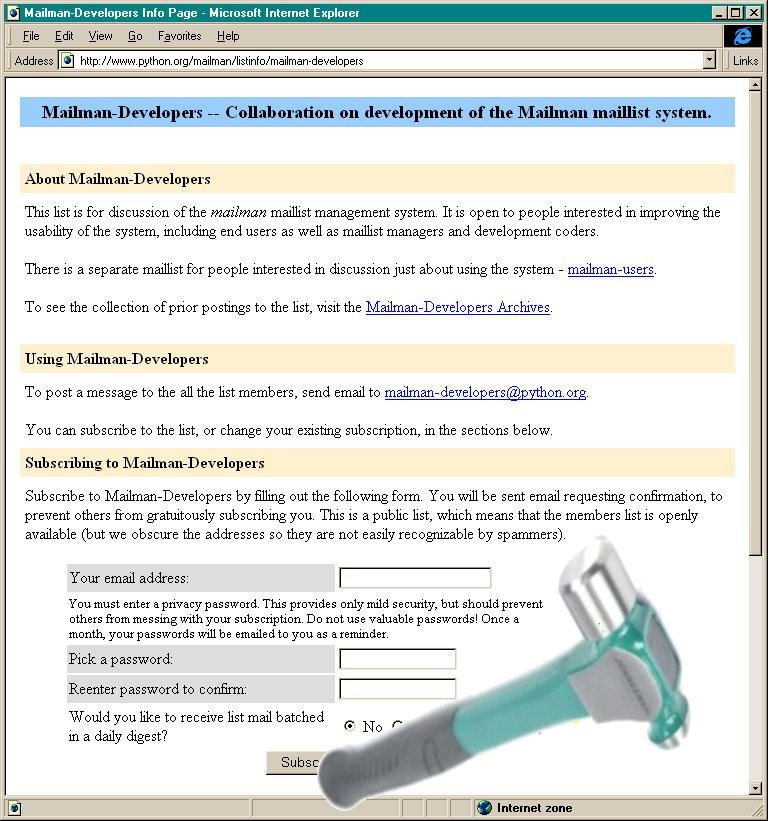 Mailman-Developers Info Page - Microsoft Internet Explorer
File Edit View Go Favorites Help
Address http://www.python.org/mailman/listinfo/mailman-developers Links
Mailman-Developers -- Collaboration on development of the Mailman maillist system.
About Mailman-Developers
This list is for discussion of the mailman maillist management system. It is open to people interested in improving the
usability of the system, including end users as well as maillist managers and development coders.
There is a separate maillist for people interested in discussion just about using the system - mailman-users.
To see the collection of prior postings to the list, visit the Mailman-Developers Archives.
Using Mailman-Developers
To post a message to the all the list members, send email to mailman-developers@python.org.
You can subscribe to the list, or change your existing subscription, in the sections below.
Subscribing to Mailman-Developers
Subscribe to Mailman-Developers by filling out the following form. You will be sent email requesting confirmation, to
prevent others from gratuitously subscribing you. This is a public list, which means that the members list is openly
available (but we obscure the addresses so they are not easily recognizable by spammers).
Your email address:
You must enter a privacy password. This provides only mild security, but should prevent
others from messing with your subscription. Do not use valuable passwords! Once a
month, your passwords will be emailed to you as a reminder.
Pick a password:
Reenter password to confirm:
Would you like to receive list mail batched
in a daily digest?
No
Subsc
Internet zone